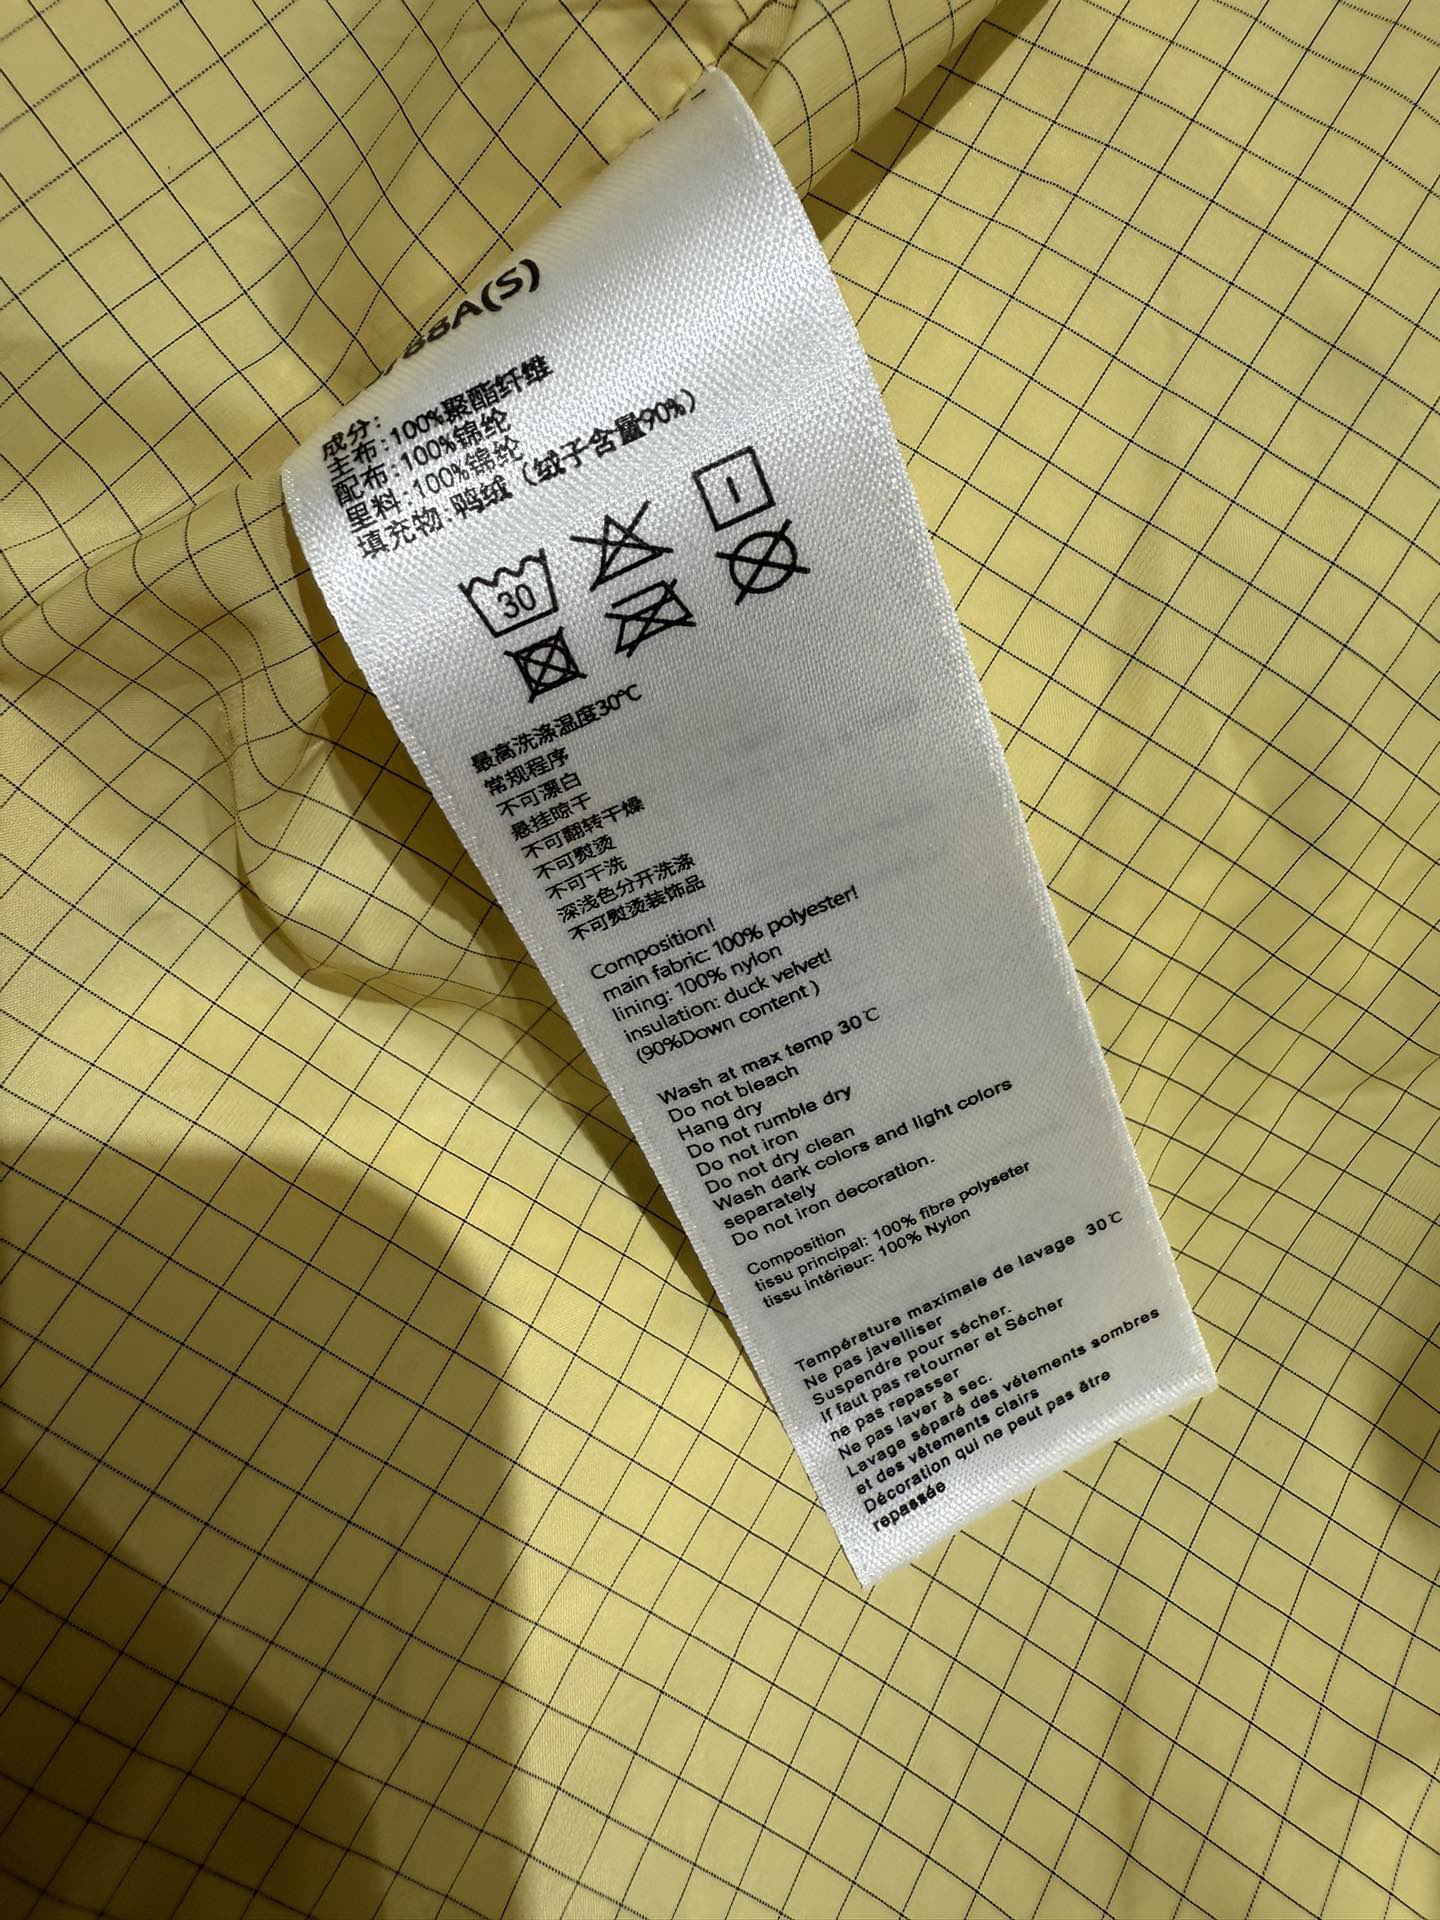 68A(S)
成分:
主布:100%聚酯纤维
配布:100%锦纶
里料:100%锦纶
填充物:鸭绒（绒子含量90%）
30
最高洗涤温度30℃
常规程序
不可漂白
悬挂晾干
不可翻转干燥
不可熨烫
不可干洗
深浅色分开洗涤
不可熨烫装饰品
Composition!
main fabric: 100% polyester!
lining: 100% nylon
insulation: duck velvet!
(90%Down content )
Wash at max temp 30℃
Do not bleach
Hang dry
Do not rumble dry
Do not iron
Do not dry clean
Wash dark colors and light colors
separately
Do not iron decoration.
Composition
tissu principal: 100% fibre polyseter
tissu intérieur: 100% Nylon
Température maximale de lavage 30℃
Ne pas javelliser
Suspendre pour sécher.
If faut pas retourner et Sécher
ne pas repasser
Ne pas laver à sec.
Lavage séparé des vétements sombres
et des vêtements clairs
Décoration qui ne peut pas être
repassée